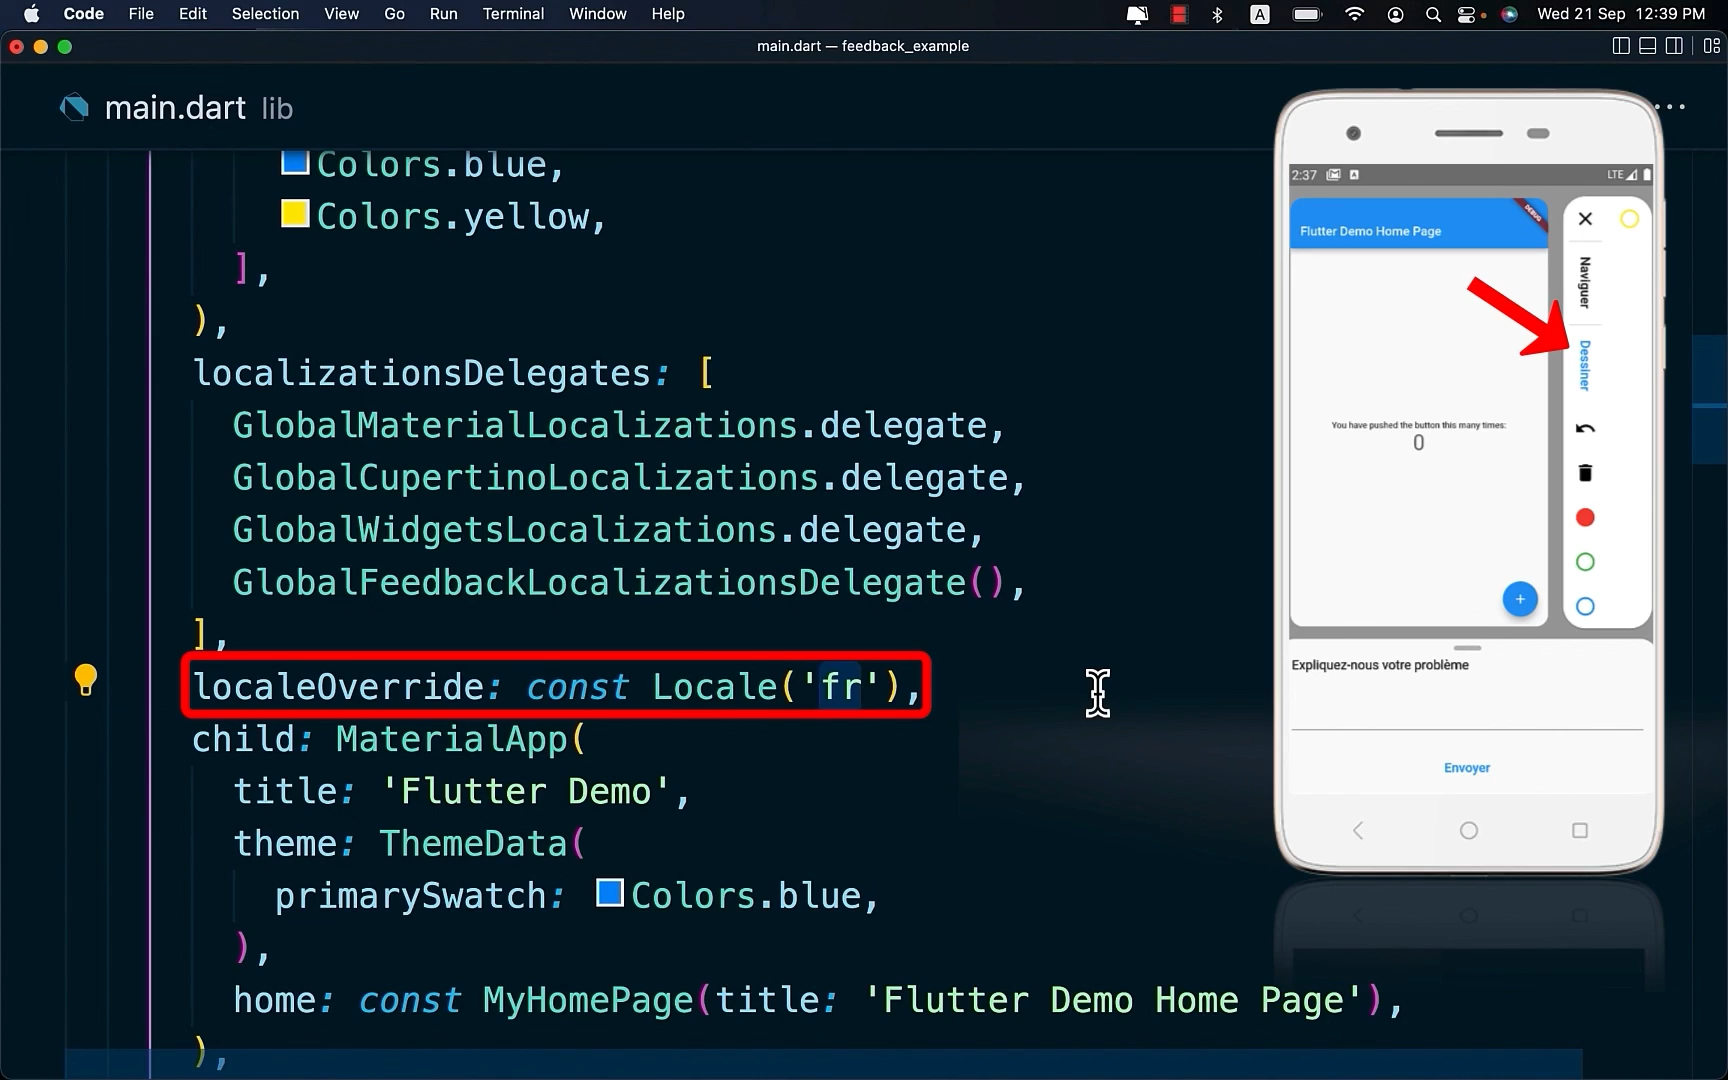 Code File Edit Selection View Go Run Terminal Window Help A Wed 21 Sep 12:39 PM
main.dart — feedback_example
main.dart lib
Colors.blue,
Colors.yellow,
],
),
localizationsDelegates: [
GlobalMaterialLocalizations.delegate,
GlobalCupertinoLocalizations.delegate,
GlobalWidgetsLocalizations.delegate,
GlobalFeedbackLocalizationsDelegate(),
],
localeOverride: const Locale('fr'),
child: MaterialApp(
title: 'Flutter Demo',
theme: ThemeData(
primarySwatch: Colors.blue,
),
home: const MyHomePage(title: 'Flutter Demo Home Page'),
),
2:37 A LTE
DEBUG
Flutter Demo Home Page
Naviguer
Dessiner
You have pushed the button this many times:
0
+
Expliquez-nous votre problème
Envoyer